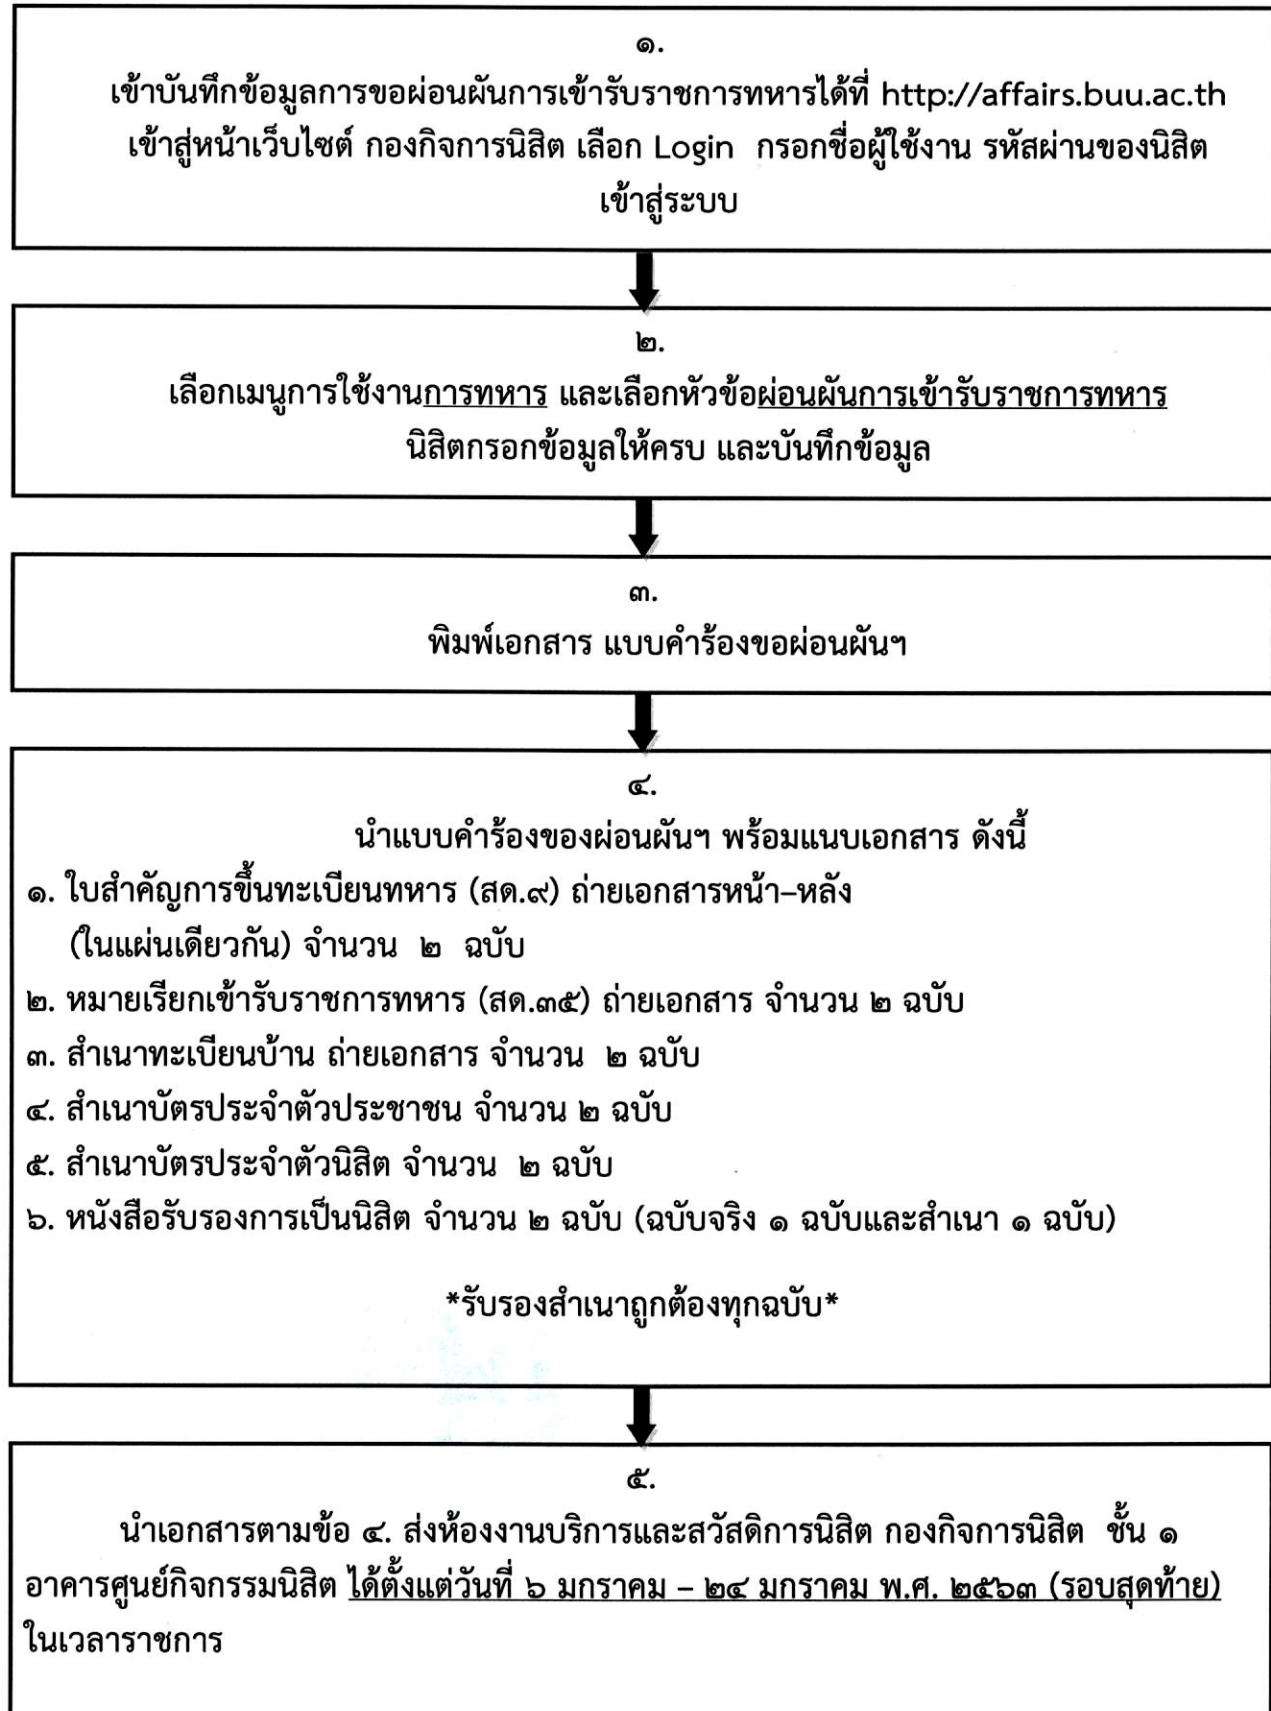 ๑.
เข้าบันทึกข้อมูลการขอผ่อนผันการเข้ารับราชการทหารได้ที่ http://affairs.buu.ac.th
เข้าสู่หน้าเว็บไซต์ กองกิจการนิสิต เลือก Login กรอกชื่อผู้ใช้งาน รหัสผ่านของนิสิต
เข้าสู่ระบบ
๒.
เลือกเมนูการใช้งานการทหาร และเลือกหัวข้อผ่อนผันการเข้ารับราชการทหาร
นิสิตกรอกข้อมูลให้ครบ และบันทึกข้อมูล
๓.
พิมพ์เอกสาร แบบคำร้องขอผ่อนผันฯ
๔.
นำแบบคำร้องของผ่อนผันฯ พร้อมแนบเอกสาร ดังนี้
๑. ใบสำคัญการขึ้นทะเบียนทหาร (สด.๙) ถ่ายเอกสารหน้า–หลัง
(ในแผ่นเดียวกัน) จำนวน ๒ ฉบับ
๒. หมายเรียกเข้ารับราชการทหาร (สด.๓๕) ถ่ายเอกสาร จำนวน ๒ ฉบับ
๓. สำเนาทะเบียนบ้าน ถ่ายเอกสาร จำนวน ๒ ฉบับ
๔. สำเนาบัตรประจำตัวประชาชน จำนวน ๒ ฉบับ
๕. สำเนาบัตรประจำตัวนิสิต จำนวน ๒ ฉบับ
๖. หนังสือรับรองการเป็นนิสิต จำนวน ๒ ฉบับ (ฉบับจริง ๑ ฉบับและสำเนา ๑ ฉบับ)
*รับรองสำเนาถูกต้องทุกฉบับ*
๕.
นำเอกสารตามข้อ ๔. ส่งห้องงานบริการและสวัสดิการนิสิต กองกิจการนิสิต ชั้น ๑
อาคารศูนย์กิจกรรมนิสิต ได้ตั้งแต่วันที่ ๖ มกราคม – ๒๔ มกราคม พ.ศ. ๒๕๖๓ (รอบสุดท้าย)
ในเวลาราชการ